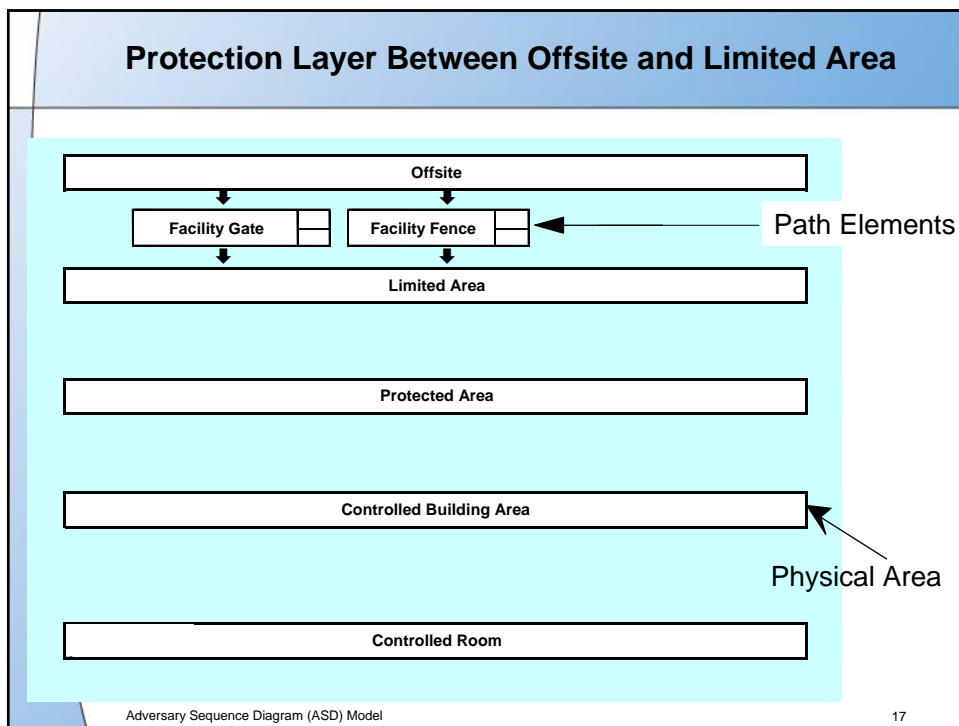 Protection Layer Between Offsite and Limited Area
Offsite
Facility Gate
Facility Fence
Path Elements
Limited Area
Protected Area
Controlled Building Area
Physical Area
Controlled Room
Adversary Sequence Diagram (ASD) Model
17